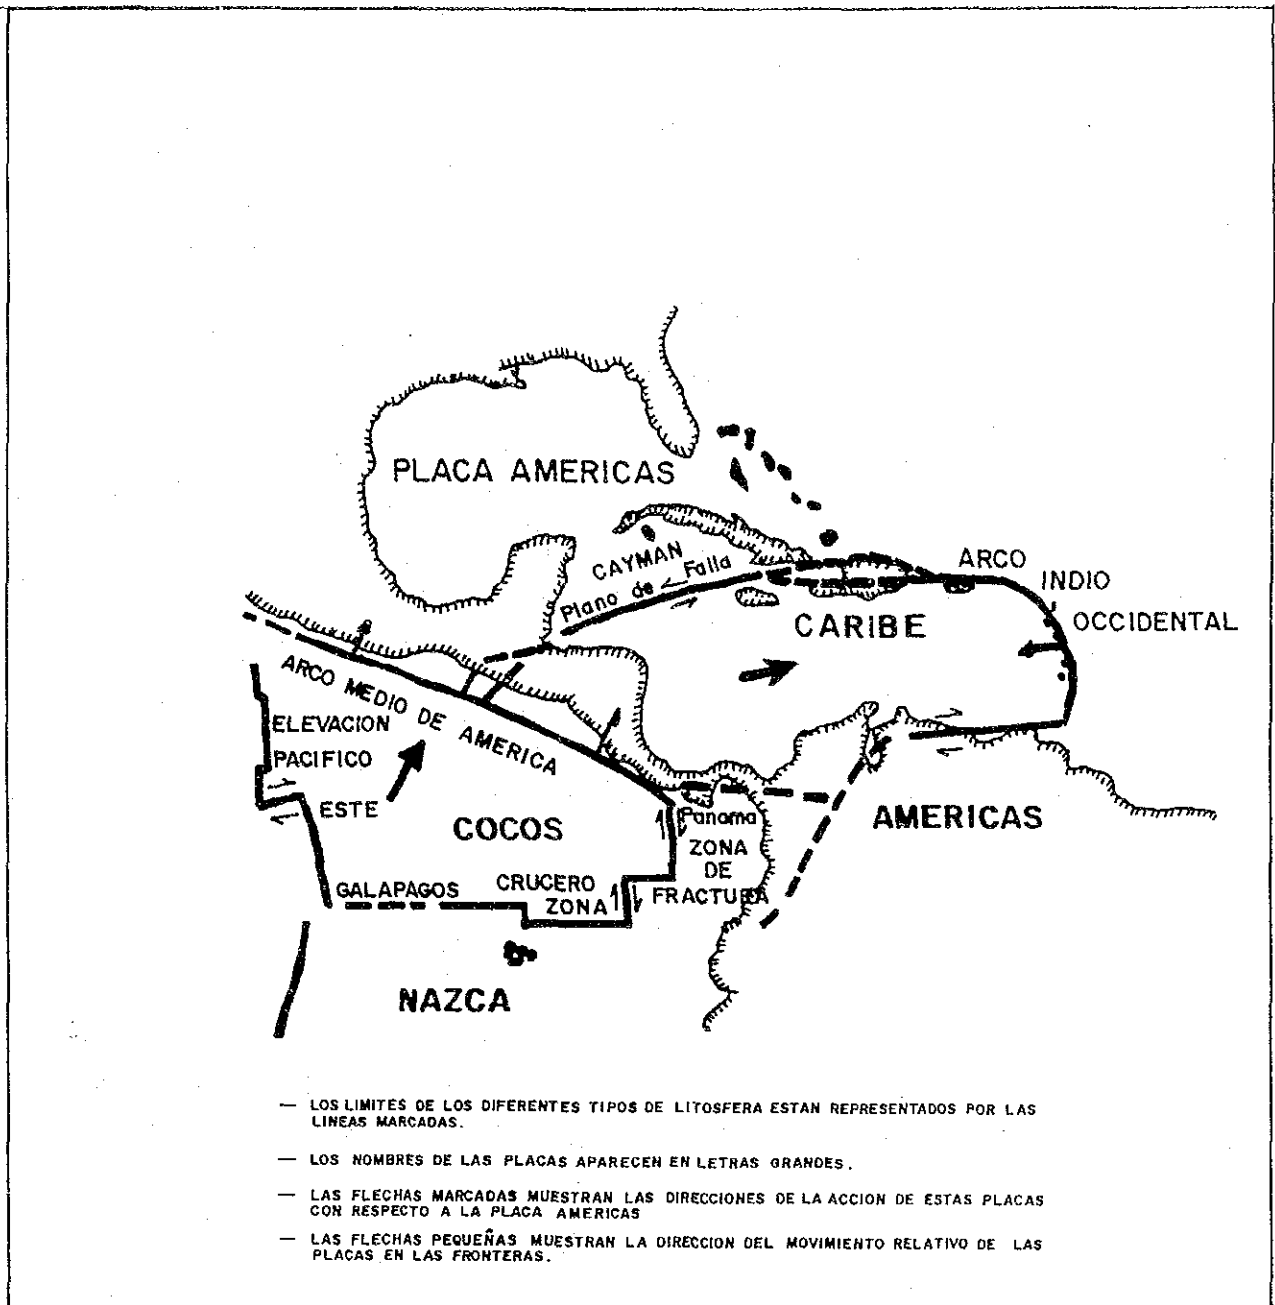 PLACA AMERICAS
CAYMAN
Plano de Falla
ARCO
INDIO
OCCIDENTAL
CARIBE
ARCO MEDIO DE AMERICA
ELEVACION
PACIFICO
ESTE
COCOS
AMERICAS
Panoma
ZONA
DE
FRACTURA
GALAPAGOS
CRUCERO
ZONA
NAZCA
— LOS LIMITES DE LOS DIFERENTES TIPOS DE LITOSFERA ESTAN REPRESENTADOS POR LAS
LINEAS MARCADAS.
— LOS NOMBRES DE LAS PLACAS APARECEN EN LETRAS GRANDES.
— LAS FLECHAS MARCADAS MUESTRAN LAS DIRECCIONES DE LA ACCION DE ESTAS PLACAS
CON RESPECTO A LA PLACA AMERICAS
— LAS FLECHAS PEQUEÑAS MUESTRAN LA DIRECCION DEL MOVIMIENTO RELATIVO DE LAS
PLACAS EN LAS FRONTERAS.